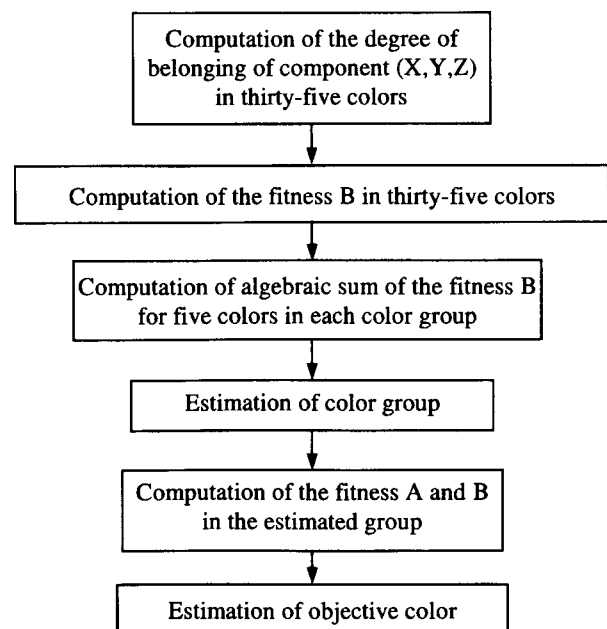 Computation of the degree of
belonging of component (X,Y,Z)
in thirty-five colors
Computation of the fitness B in thirty-five colors
Computation of algebraic sum of the fitness B
for five colors in each color group
Estimation of color group
Computation of the fitness A and B
in the estimated group
Estimation of objective color